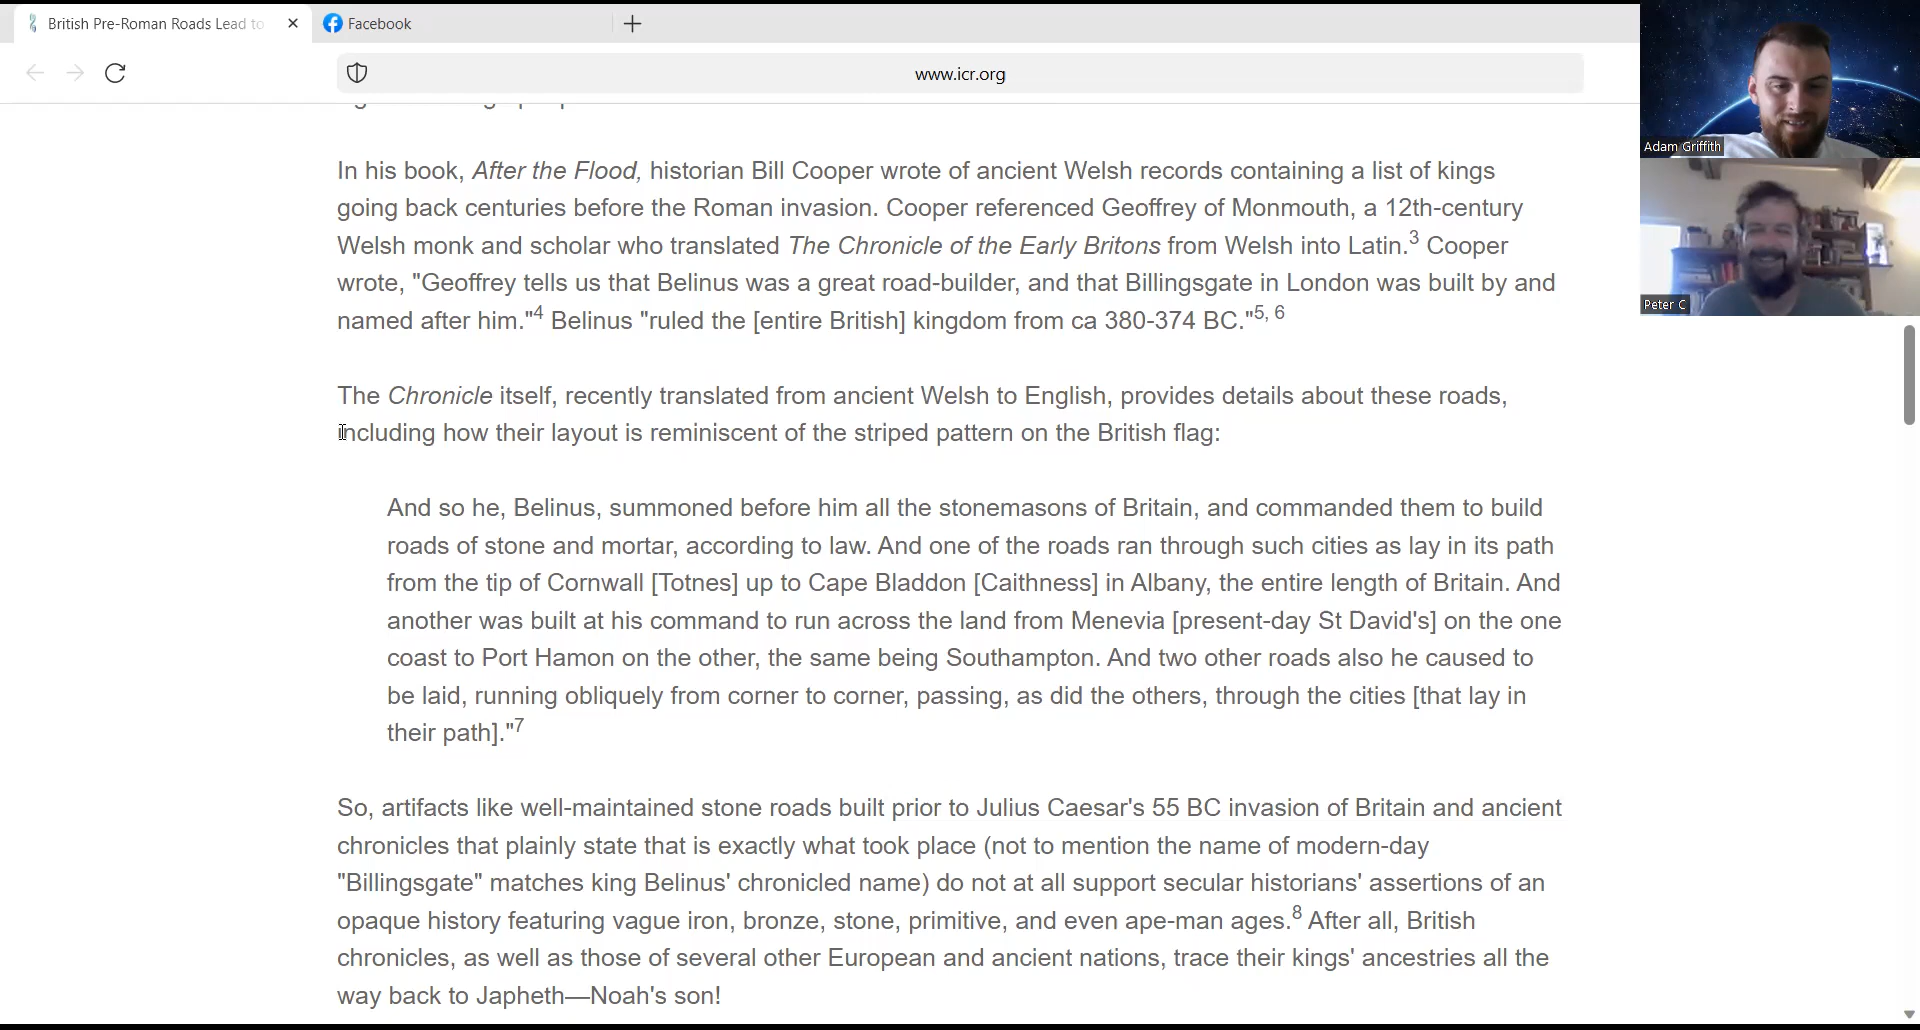 British Pre-Roman Roads Lead to
Facebook
www.icr.org
In his book, After the Flood, historian Bill Cooper wrote of ancient Welsh records containing a list of kings
going back centuries before the Roman invasion. Cooper referenced Geoffrey of Monmouth, a 12th-century
Welsh monk and scholar who translated The Chronicle of the Early Britons from Welsh into Latin.3 Cooper
wrote, "Geoffrey tells us that Belinus was a great road-builder, and that Billingsgate in London was built by and
named after him."4 Belinus "ruled the [entire British] kingdom from ca 380-374 BC."5, 6
The Chronicle itself, recently translated from ancient Welsh to English, provides details about these roads,
including how their layout is reminiscent of the striped pattern on the British flag:
And so he, Belinus, summoned before him all the stonemasons of Britain, and commanded them to build
roads of stone and mortar, according to law. And one of the roads ran through such cities as lay in its path
from the tip of Cornwall [Totnes] up to Cape Bladdon [Caithness] in Albany, the entire length of Britain. And
another was built at his command to run across the land from Menevia [present-day St David's] on the one
coast to Port Hamon on the other, the same being Southampton. And two other roads also he caused to
be laid, running obliquely from corner to corner, passing, as did the others, through the cities [that lay in
their path]."7
So, artifacts like well-maintained stone roads built prior to Julius Caesar's 55 BC invasion of Britain and ancient
chronicles that plainly state that is exactly what took place (not to mention the name of modern-day
"Billingsgate" matches king Belinus' chronicled name) do not at all support secular historians' assertions of an
opaque history featuring vague iron, bronze, stone, primitive, and even ape-man ages.8 After all, British
chronicles, as well as those of several other European and ancient nations, trace their kings' ancestries all the
way back to Japheth—Noah's son!
Adam Griffith
Peter C